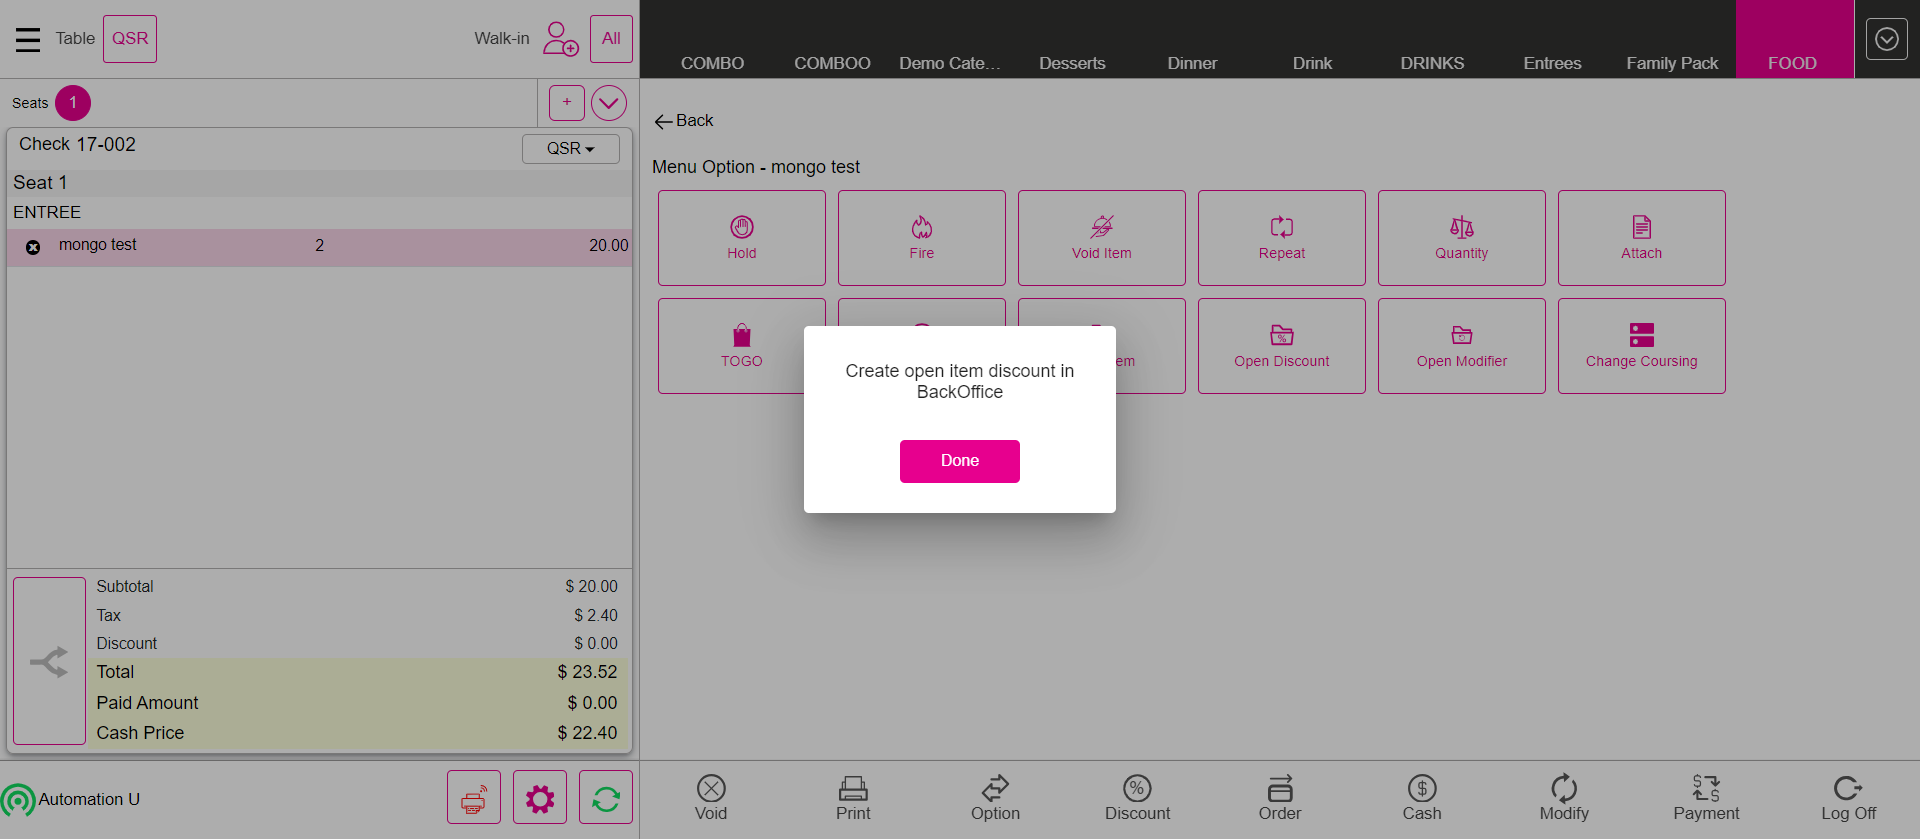 Table
QSR
Walk-in
All
COMBO
COMBOO
Demo Cate...
Desserts
Dinner
Drink
DRINKS
Entrees
Family Pack
FOOD
Seats
1
+
Check 17-002
QSR
Seat 1
ENTREE
mongo test 2 20.00
Subtotal $ 20.00
Tax $ 2.40
Discount $ 0.00
Total $ 23.52
Paid Amount $ 0.00
Cash Price $ 22.40
Automation U
Back
Menu Option - mongo test
Hold
Fire
Void Item
Repeat
Quantity
Attach
TOGO
em
Open Discount
Open Modifier
Change Coursing
Create open item discount in
BackOffice
Done
Void
Print
Option
Discount
Order
Cash
Modify
Payment
Log Off